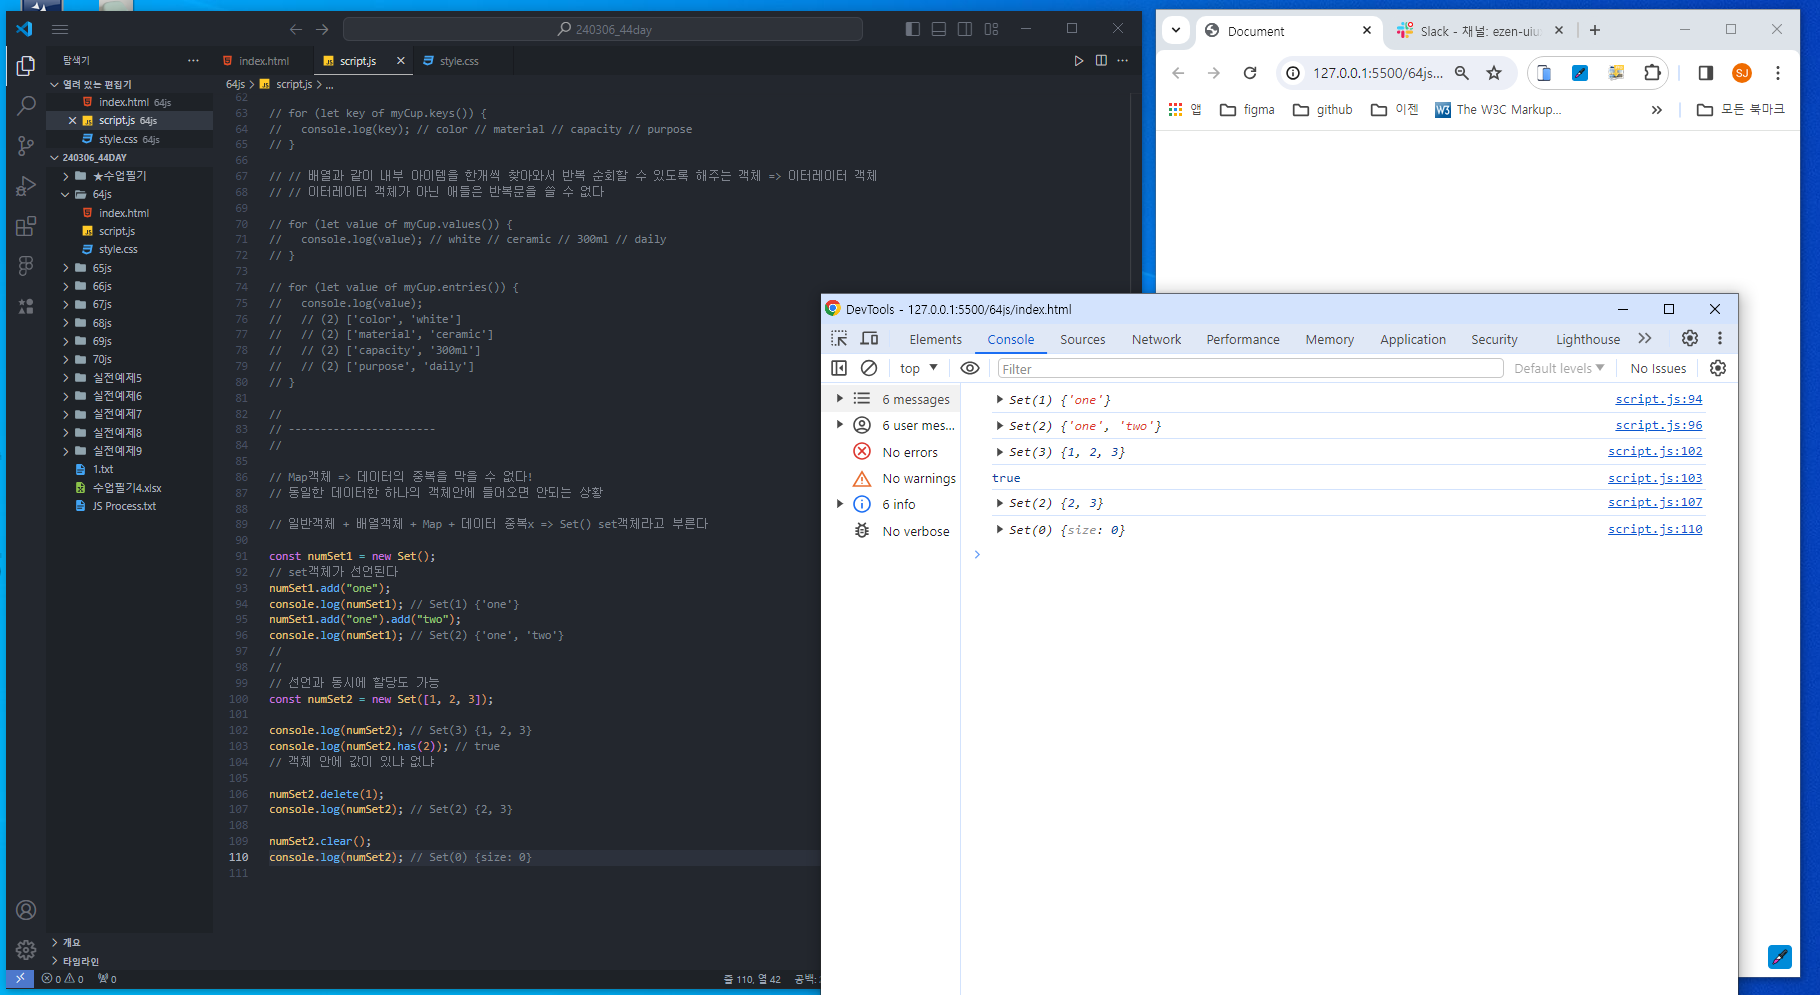 240306_44day
탐색기
열려 있는 편집기
index.html 64js
script.js 64js
style.css 64js
240306_44DAY
★수업필기
64js
index.html
script.js
style.css
65js
66js
67js
68js
69js
70js
실전예제5
실전예제6
실전예제7
실전예제8
실전예제9
1.txt
수업필기4.xlsx
JS Process.txt
개요
타임라인
0 0 0
index.html
script.js
style.css
64js > script.js > ...
62
63 // for (let key of myCup.keys()) {
64 //   console.log(key); // color // material // capacity // purpose
65 // }
66
67 // // 배열과 같이 내부 아이템을 한개씩 찾아와서 반복 순회할 수 있도록 해주는 객체 => 이터레이터 객체
68 // // 이터레이터 객체가 아닌 애들은 반복문을 쓸 수 없다
69
70 // for (let value of myCup.values()) {
71 //   console.log(value); // white // ceramic // 300ml // daily
72 // }
73
74 // for (let value of myCup.entries()) {
75 //   console.log(value);
76 //   // (2) ['color', 'white']
77 //   // (2) ['material', 'ceramic']
78 //   // (2) ['capacity', '300ml']
79 //   // (2) ['purpose', 'daily']
80 // }
81
82 //
83 // -----------------------
84 //
85
86 // Map객체 => 데이터의 중복을 막을 수 없다!
87 // 동일한 데이터한 하나의 객체안에 들어오면 안되는 상황
88
89 // 일반객체 + 배열객체 + Map + 데이터 중복x => Set() set객체라고 부른다
90
91 const numSet1 = new Set();
92 // set객체가 선언된다
93 numSet1.add("one");
94 console.log(numSet1); // Set(1) {'one'}
95 numSet1.add("one").add("two");
96 console.log(numSet1); // Set(2) {'one', 'two'}
97 //
98 //
99 // 선언과 동시에 할당도 가능
100 const numSet2 = new Set([1, 2, 3]);
101
102 console.log(numSet2); // Set(3) {1, 2, 3}
103 console.log(numSet2.has(2)); // true
104 // 객체 안에 값이 있냐 없냐
105
106 numSet2.delete(1);
107 console.log(numSet2); // Set(2) {2, 3}
108
109 numSet2.clear();
110 console.log(numSet2); // Set(0) {size: 0}
111
줄 110, 열 42 공백:
Document
Slack - 채널: ezen-uiu
127.0.0.1:5500/64js...
SJ
앱 figma github 이젠 W3 The W3C Markup... » 모든 북마크
DevTools - 127.0.0.1:5500/64js/index.html
Elements Console Sources Network Performance Memory Application Security Lighthouse
top Filter Default levels No Issues
6 messages
6 user mes...
No errors
No warnings
6 info
No verbose
Set(1) {'one'} script.js:94
Set(2) {'one', 'two'} script.js:96
Set(3) {1, 2, 3} script.js:102
true script.js:103
Set(2) {2, 3} script.js:107
Set(0) {size: 0} script.js:110